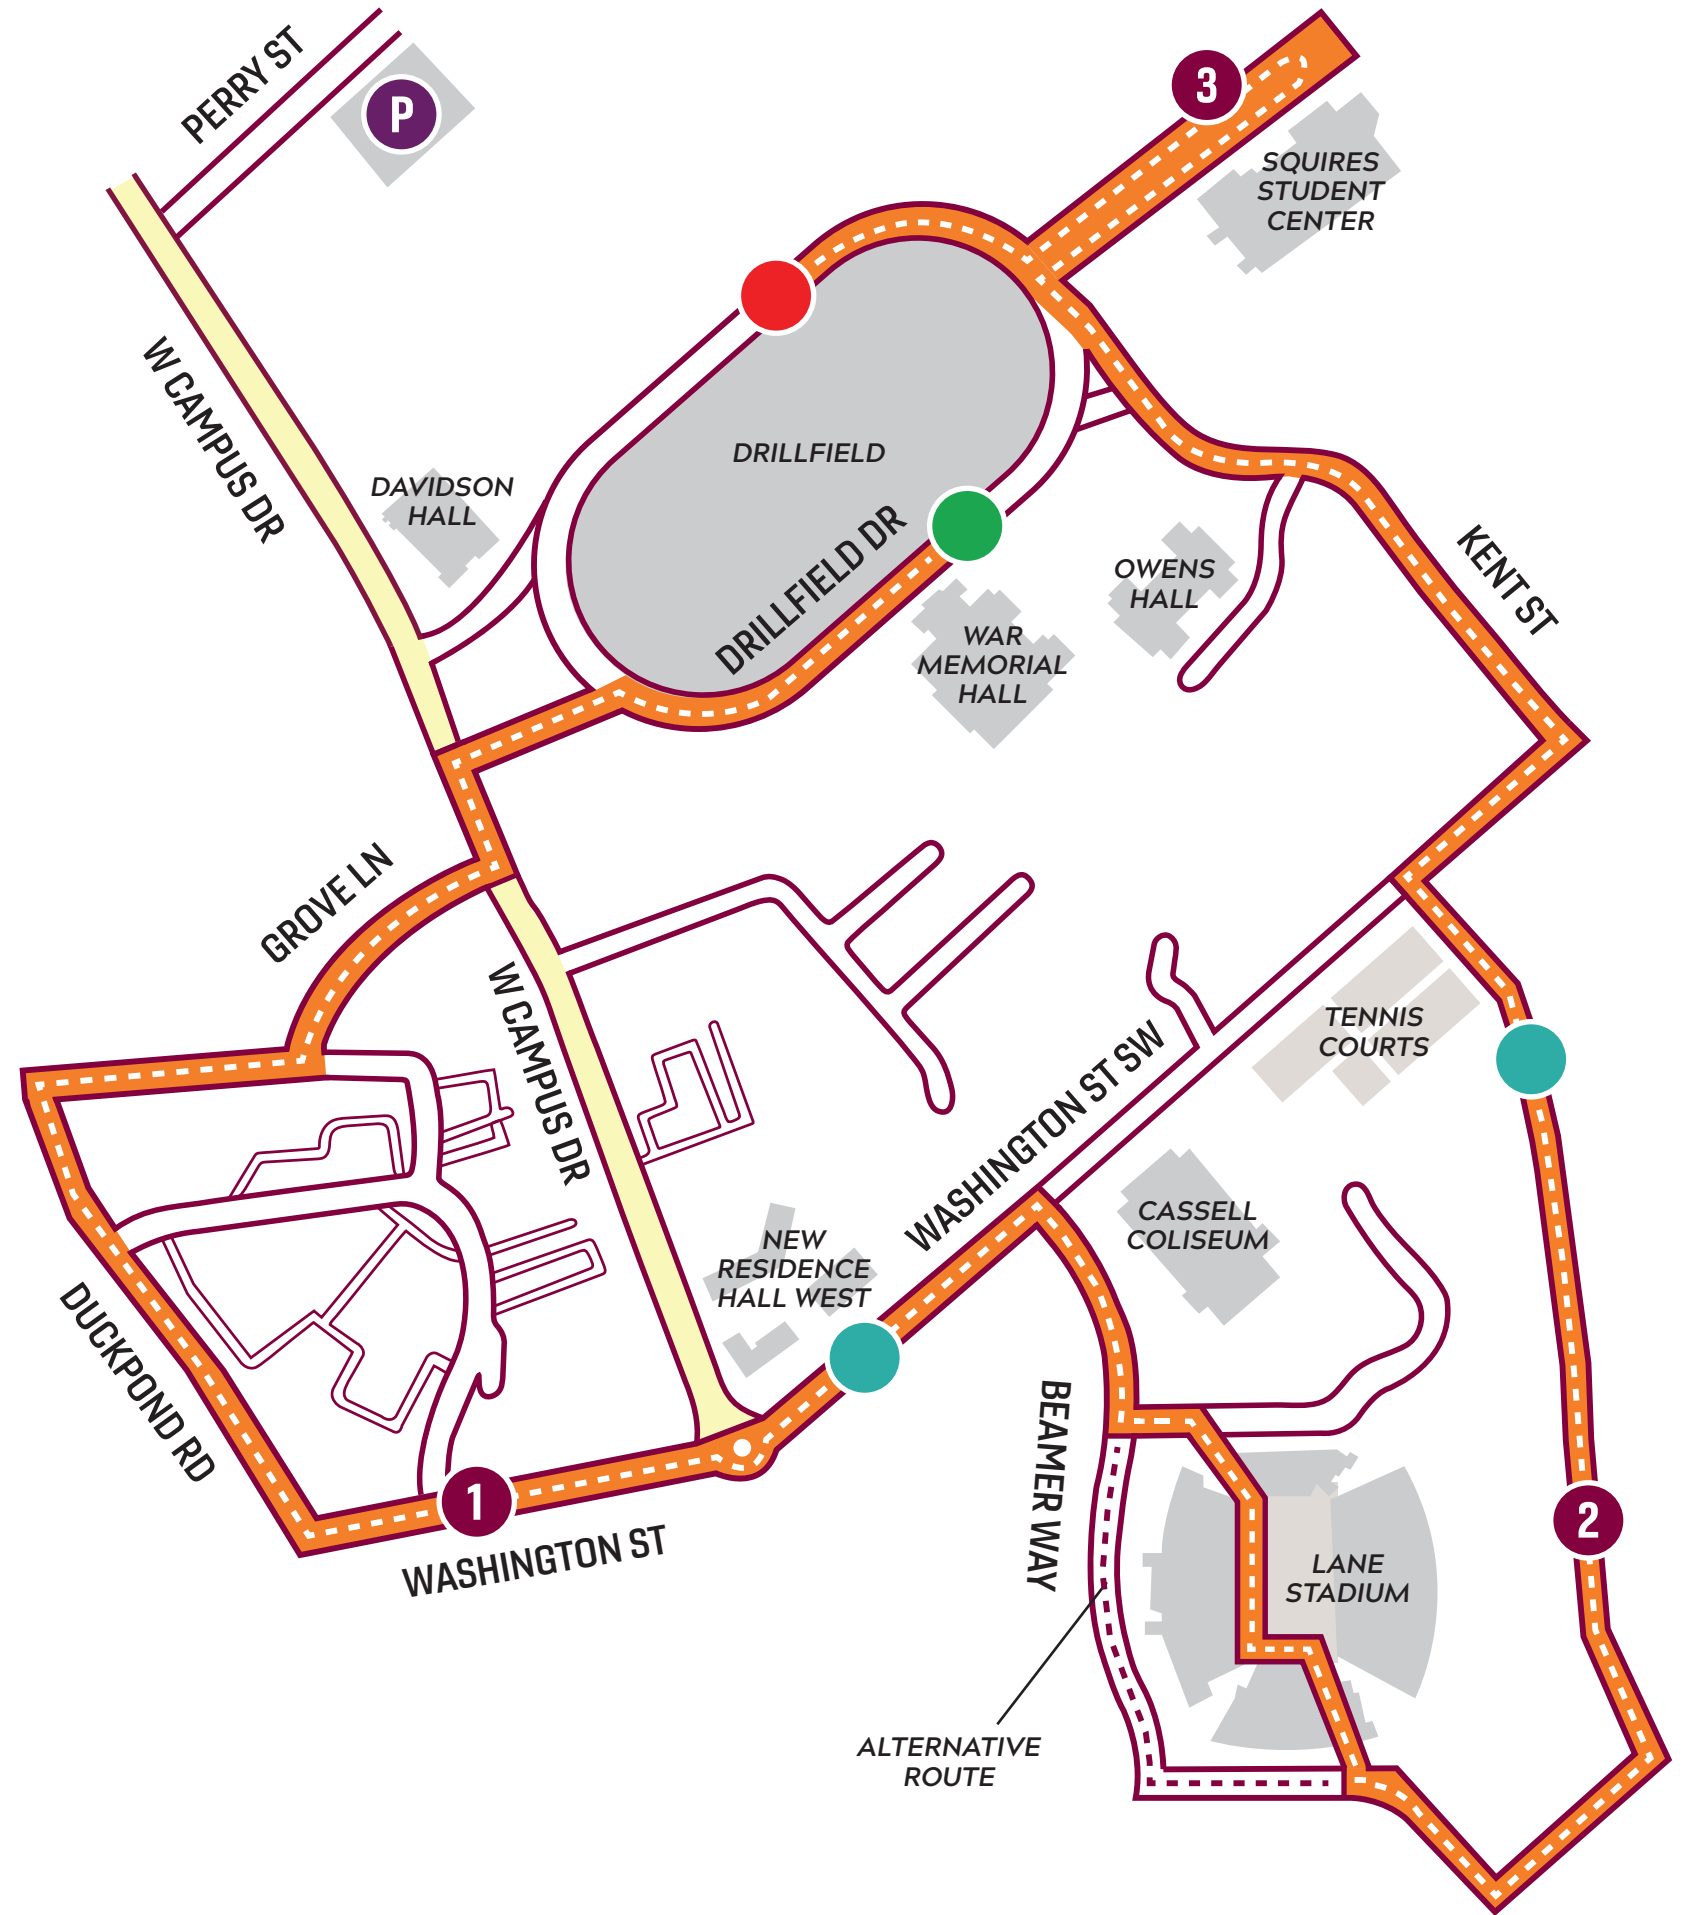 PERRY ST
P
3
SQUIRES
STUDENT
CENTER
W CAMPUS DR
DAVIDSON
HALL
DRILLFIELD
DRILLFIELD DR
OWENS
HALL
WAR
MEMORIAL
HALL
KENT ST
GROVE LN
W CAMPUS DR
TENNIS
COURTS
WASHINGTON ST SW
CASSELL
COLISEUM
NEW
RESIDENCE
HALL WEST
DUCKPOND RD
BEAMER WAY
1
WASHINGTON ST
2
LANE
STADIUM
ALTERNATIVE
ROUTE